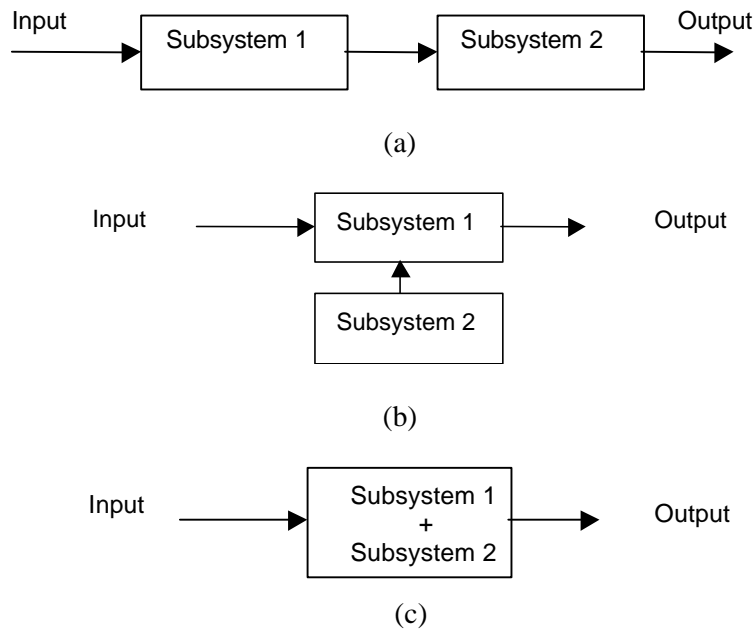 Input
Subsystem 1
Subsystem 2
Output
(a)
Input
Subsystem 1
Output
Subsystem 2
(b)
Input
Subsystem 1
+
Subsystem 2
Output
(c)